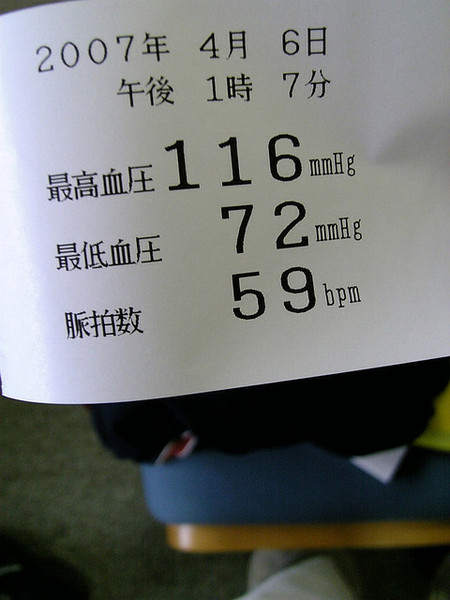 2007年 4月 6日
午後 1時 7分
最高血圧 116 mmHg
最低血圧 72 mmHg
脈拍数 59 bpm